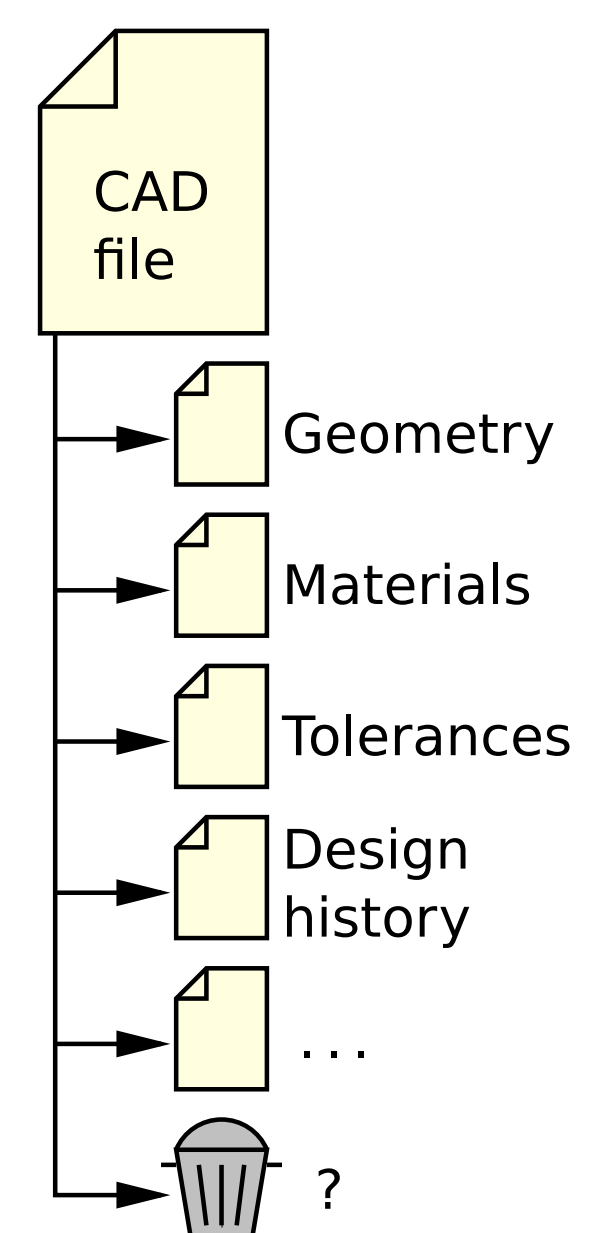 CAD
file
Geometry
Materials
Tolerances
Design
history
...
?